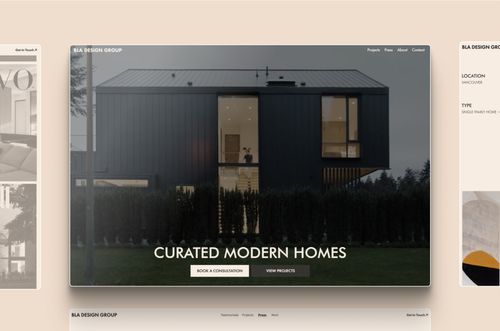 Get in Touch ↗
VO
BLA DESIGN GROUP
Projects Press About Contact
CURATED MODERN HOMES
BOOK A CONSULTATION
VIEW PROJECTS
BLA DESIGN GROUP
LOCATION
VANCOUVER
TYPE
SINGLE FAMILY HOME
BLA DESIGN GROUP
Testimonials Projects Press About
Get in Touch ↗